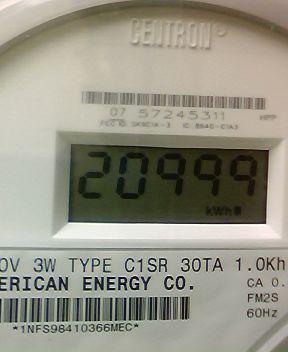 CENTRON®
07 57245311 HPP
20999
kWh
0V 3W TYPE C1SR 30TA 1.0Kh
ERICAN ENERGY CO. CA 0.
FM2S
60Hz
*1NFS98410366MEC*